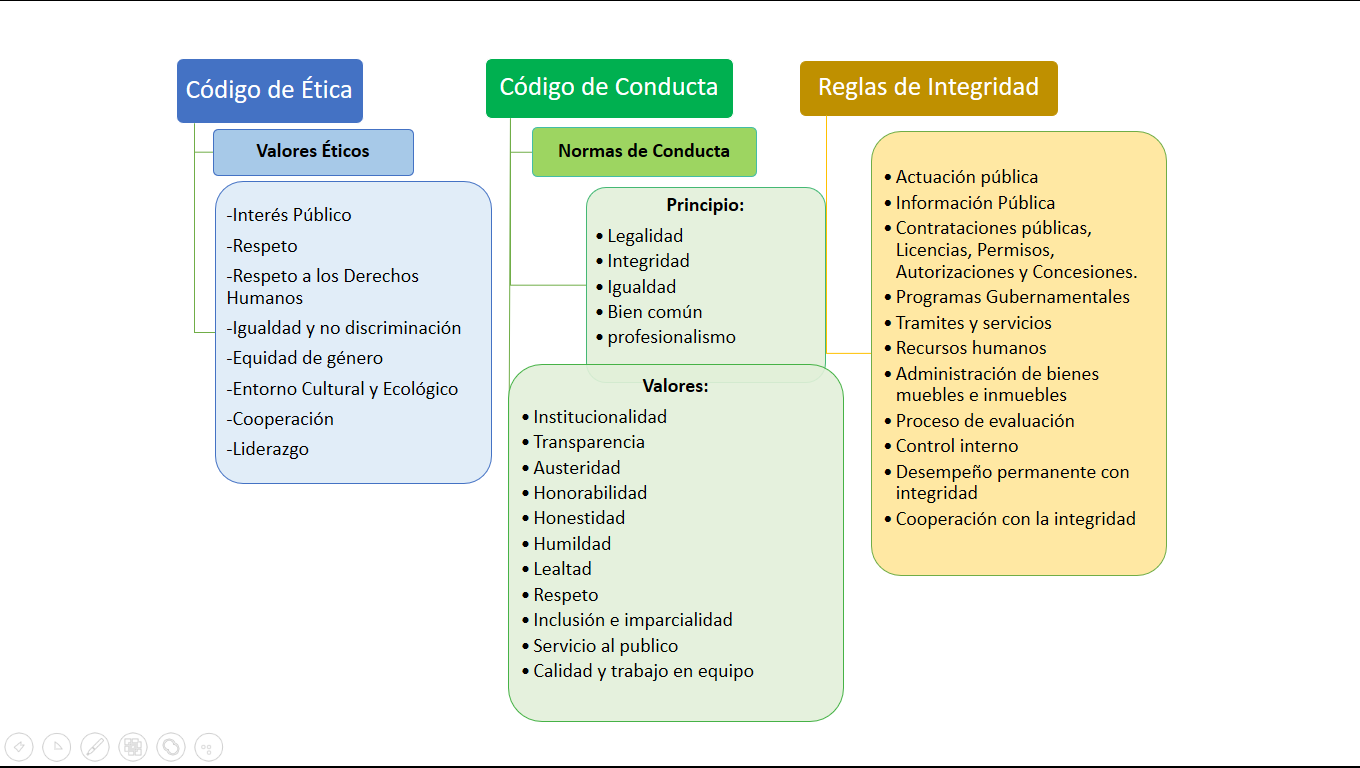 Código de Ética
Valores Éticos
-Interés Público
-Respeto
-Respeto a los Derechos
Humanos
-Igualdad y no discriminación
-Equidad de género
-Entorno Cultural y Ecológico
-Cooperación
-Liderazgo
Código de Conducta
Normas de Conducta
Principio:
• Legalidad
• Integridad
• Igualdad
• Bien común
• profesionalismo
Valores:
• Institucionalidad
• Transparencia
• Austeridad
• Honorabilidad
• Honestidad
• Humildad
• Lealtad
• Respeto
• Inclusión e imparcialidad
• Servicio al publico
• Calidad y trabajo en equipo
Reglas de Integridad
• Actuación pública
• Información Pública
• Contrataciones públicas,
Licencias, Permisos,
Autorizaciones y Concesiones.
• Programas Gubernamentales
• Tramites y servicios
• Recursos humanos
• Administración de bienes
muebles e inmuebles
• Proceso de evaluación
• Control interno
• Desempeño permanente con
integridad
• Cooperación con la integridad